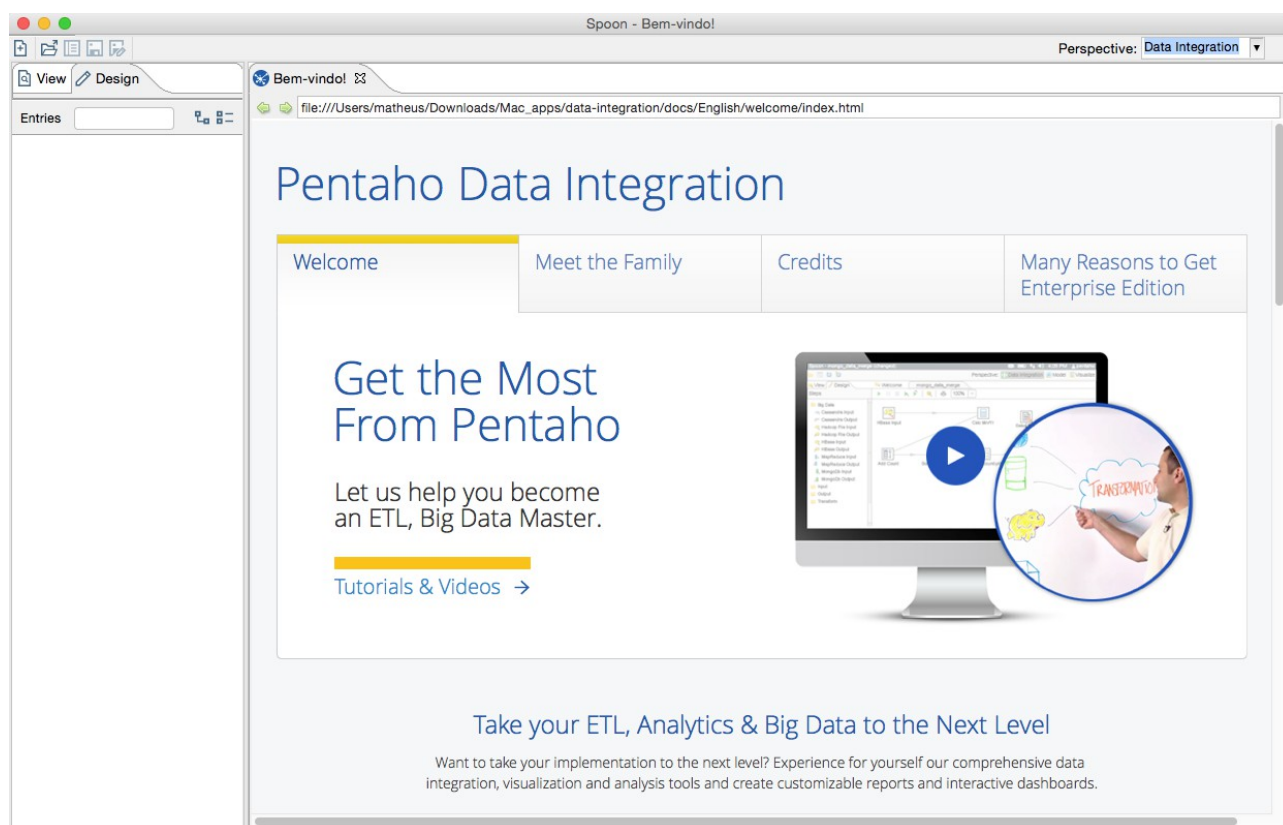 Spoon - Bem-vindo!
Perspective: Data Integration
View Design
Bem-vindo!
Entries
file:///Users/matheus/Downloads/Mac_apps/data-integration/docs/English/welcome/index.html
Pentaho Data Integration
Welcome
Meet the Family
Credits
Many Reasons to Get
Enterprise Edition
Get the Most
From Pentaho
Let us help you become
an ETL, Big Data Master.
Tutorials & Videos →
TRANSFORMATION
Take your ETL, Analytics & Big Data to the Next Level
Want to take your implementation to the next level? Experience for yourself our comprehensive data
integration, visualization and analysis tools and create customizable reports and interactive dashboards.